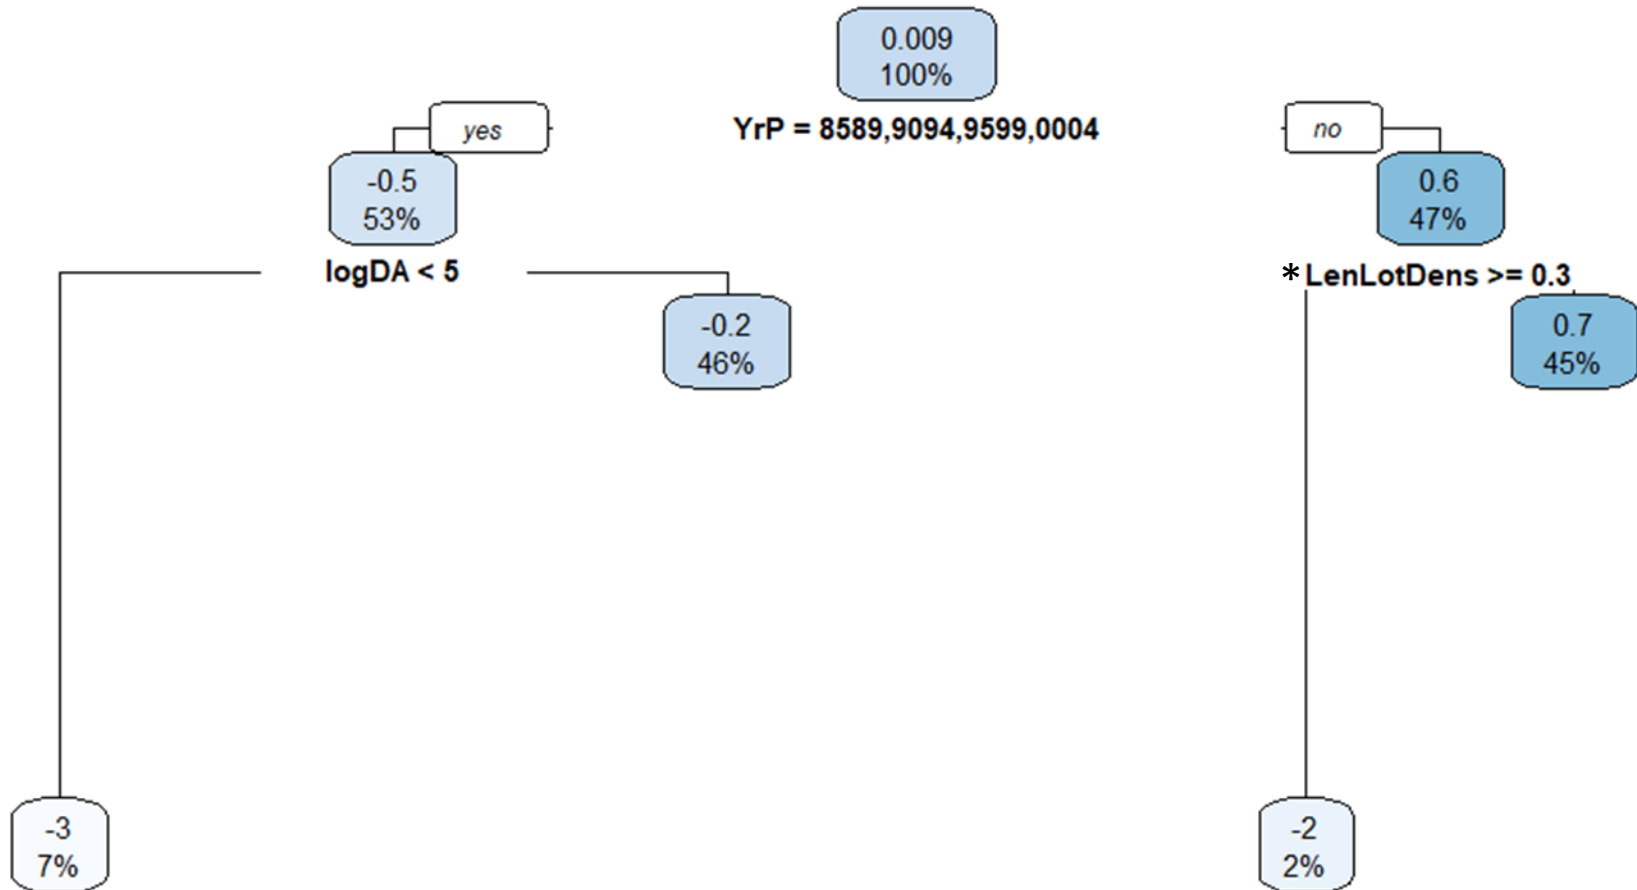 0.009
100%
yes
YrP = 8589,9094,9599,0004
no
-0.5
53%
0.6
47%
logDA < 5
*LenLotDens >= 0.3
-0.2
46%
0.7
45%
-3
7%
-2
2%